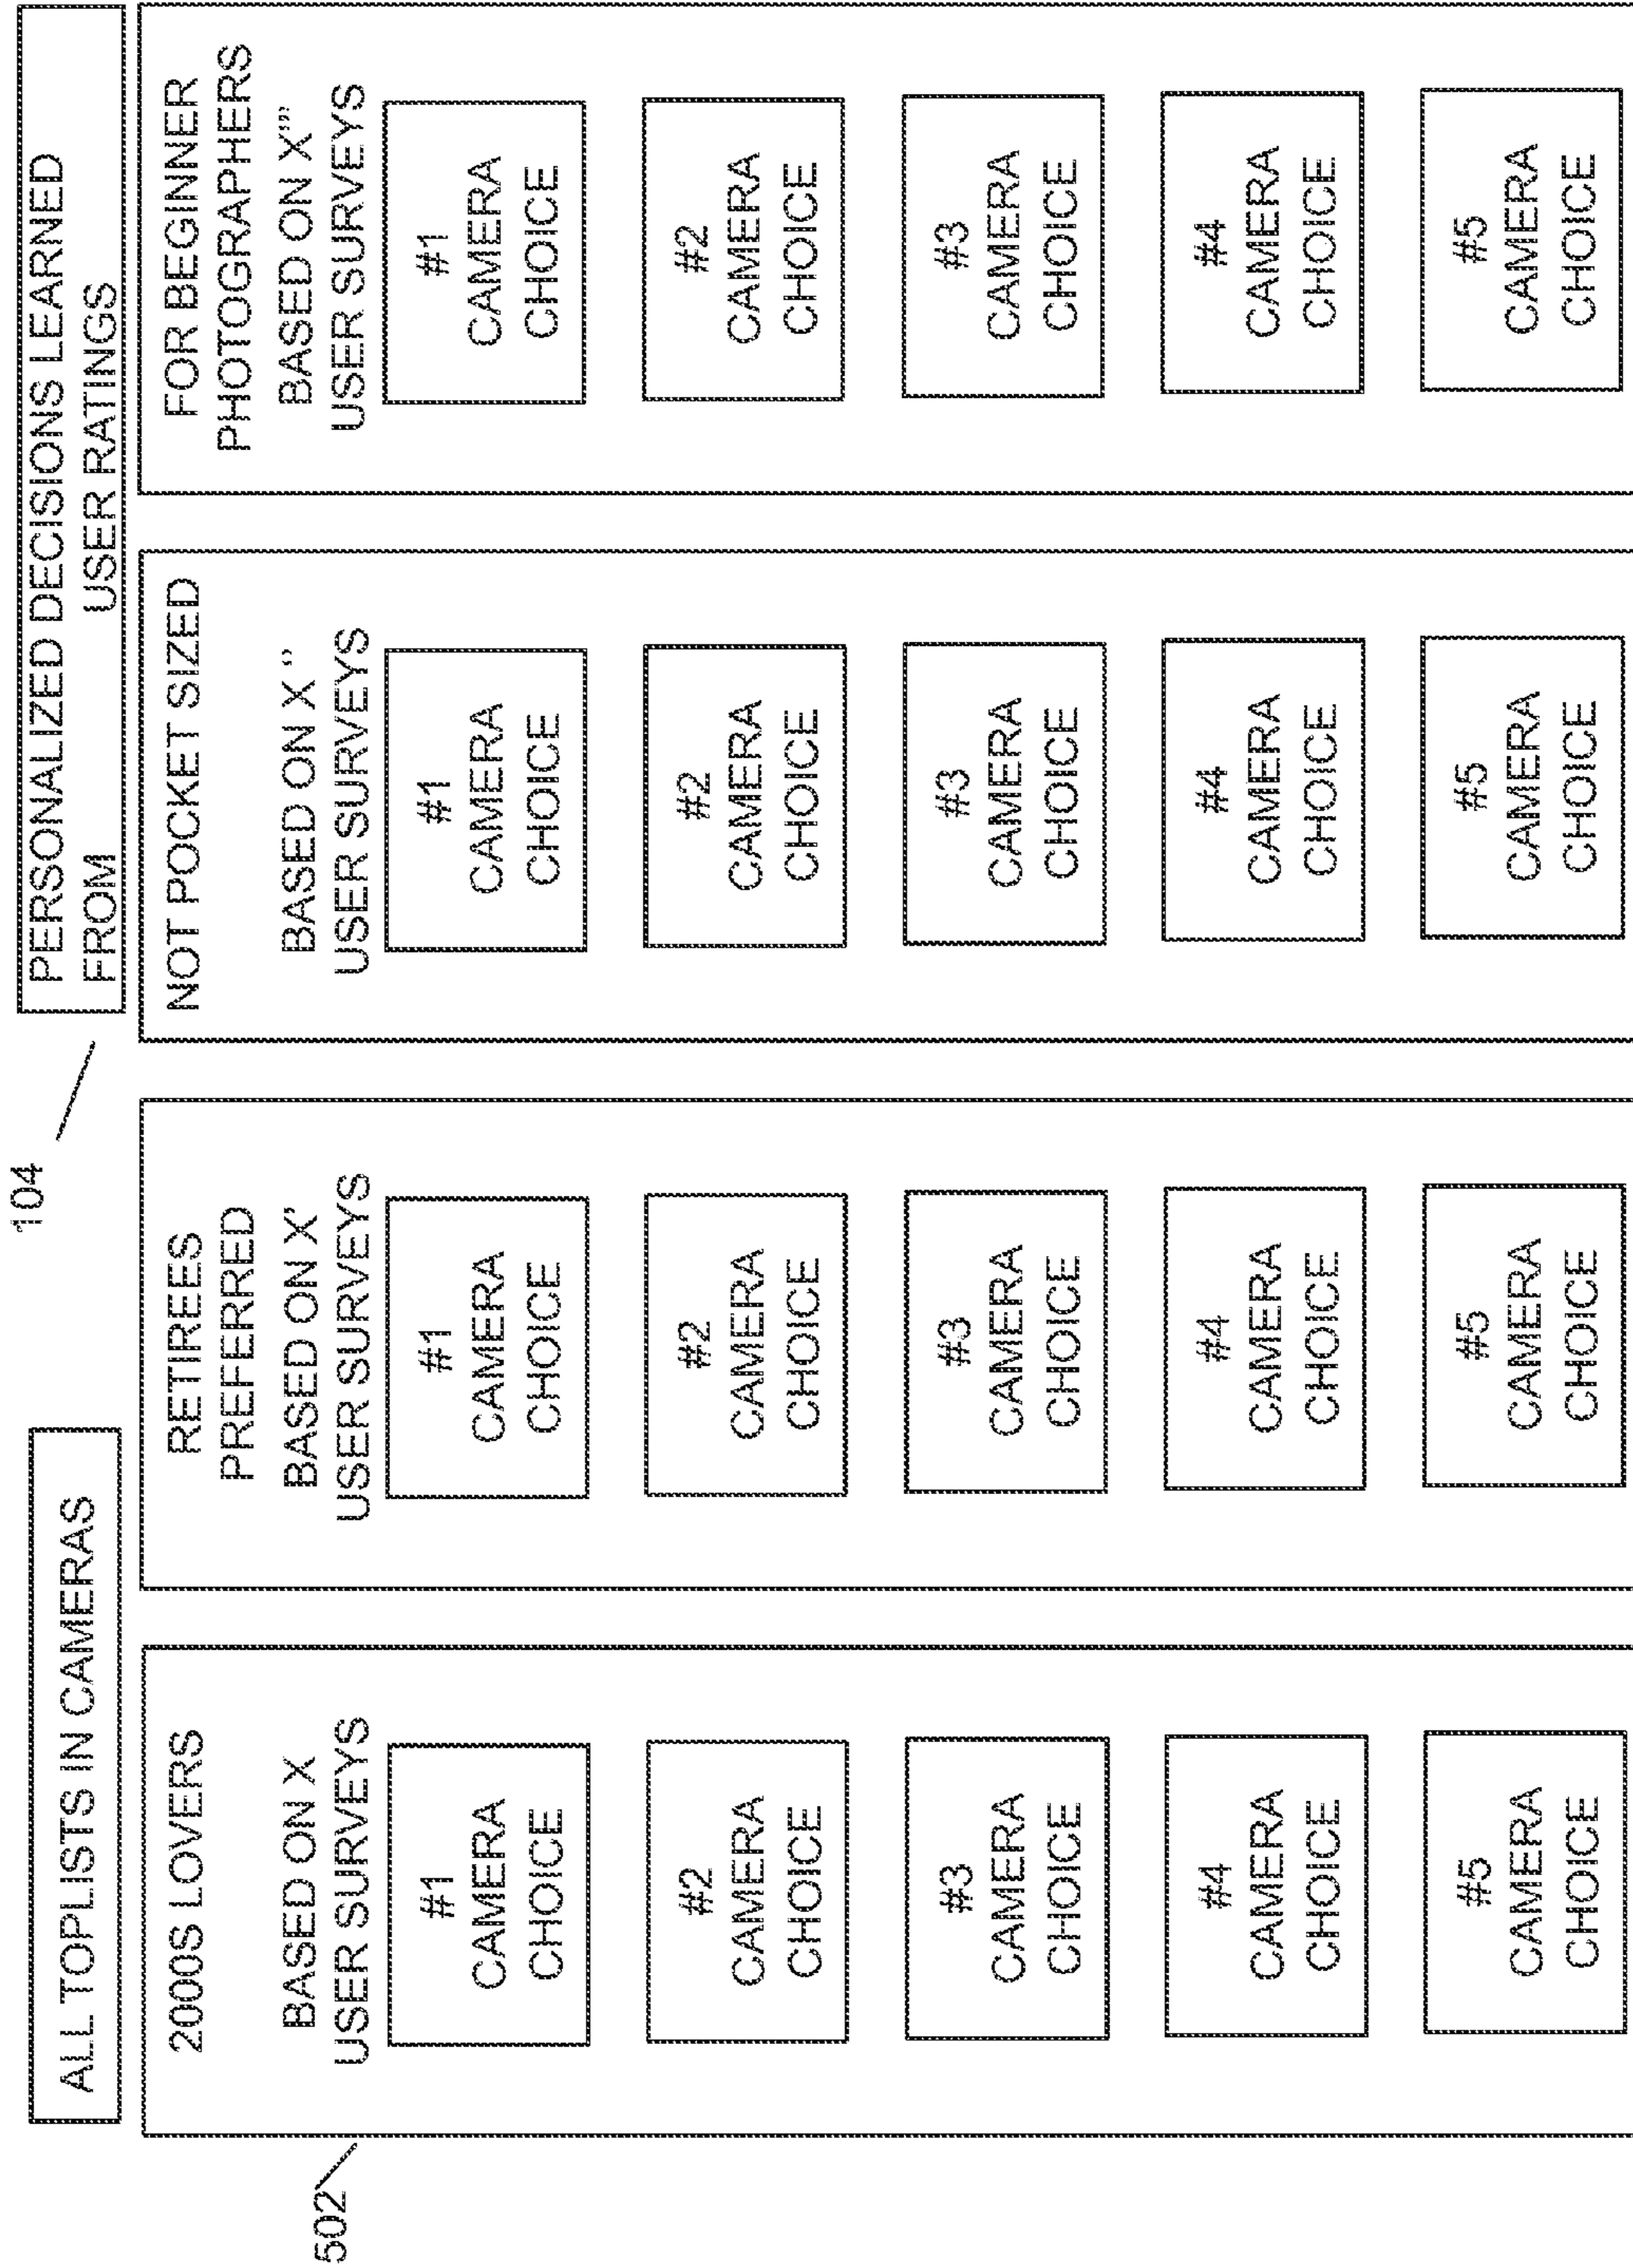 ALL TOPLISTS IN CAMERAS
104
PERSONALIZED DECISIONS LEARNED
FROM USER RATINGS
502
2000S LOVERS
BASED ON X
USER SURVEYS
#1
CAMERA
CHOICE
#2
CAMERA
CHOICE
#3
CAMERA
CHOICE
#4
CAMERA
CHOICE
#5
CAMERA
CHOICE
RETIREES
PREFERRED
BASED ON X'
USER SURVEYS
#1
CAMERA
CHOICE
#2
CAMERA
CHOICE
#3
CAMERA
CHOICE
#4
CAMERA
CHOICE
#5
CAMERA
CHOICE
NOT POCKET SIZED
BASED ON X ''
USER SURVEYS
#1
CAMERA
CHOICE
#2
CAMERA
CHOICE
#3
CAMERA
CHOICE
#4
CAMERA
CHOICE
#5
CAMERA
CHOICE
FOR BEGINNER
PHOTOGRAPHERS
BASED ON X'''
USER SURVEYS
#1
CAMERA
CHOICE
#2
CAMERA
CHOICE
#3
CAMERA
CHOICE
#4
CAMERA
CHOICE
#5
CAMERA
CHOICE